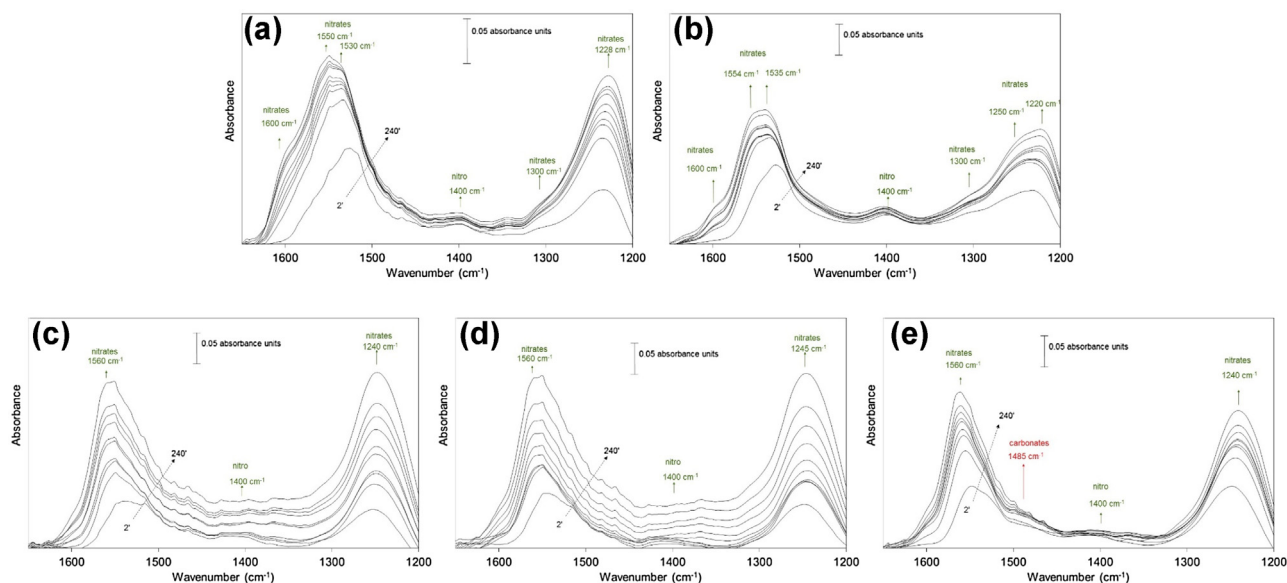 (a)
nitrates
1550 cm-1
1530 cm-1
0.05 absorbance units
nitrates
1228 cm-1
nitrates
1600 cm-1
240'
2'
nitro
1400 cm-1
nitrates
1300 cm-1
Absorbance
1600 1500 1400 1300 1200
Wavenumber (cm-1)
(b)
0.05 absorbance units
nitrates
1554 cm-1 1535 cm-1
nitrates
1250 cm-1 1220 cm-1
nitrates
1600 cm-1
240'
2'
nitro
1400 cm-1
nitrates
1300 cm-1
Absorbance
1600 1500 1400 1300 1200
Wavenumber (cm-1)
(c)
nitrates
1560 cm-1
0.05 absorbance units
nitrates
1240 cm-1
240'
2'
nitro
1400 cm-1
Absorbance
1600 1500 1400 1300 1200
Wavenumber (cm-1)
(d)
nitrates
1560 cm-1
0.05 absorbance units
nitrates
1245 cm-1
240'
2'
nitro
1400 cm-1
Absorbance
1600 1500 1400 1300 1200
Wavenumber (cm-1)
(e)
nitrates
1560 cm-1
0.05 absorbance units
nitrates
1240 cm-1
240'
carbonates
1485 cm-1
2'
nitro
1400 cm-1
Absorbance
1600 1500 1400 1300 1200
Wavenumber (cm-1)